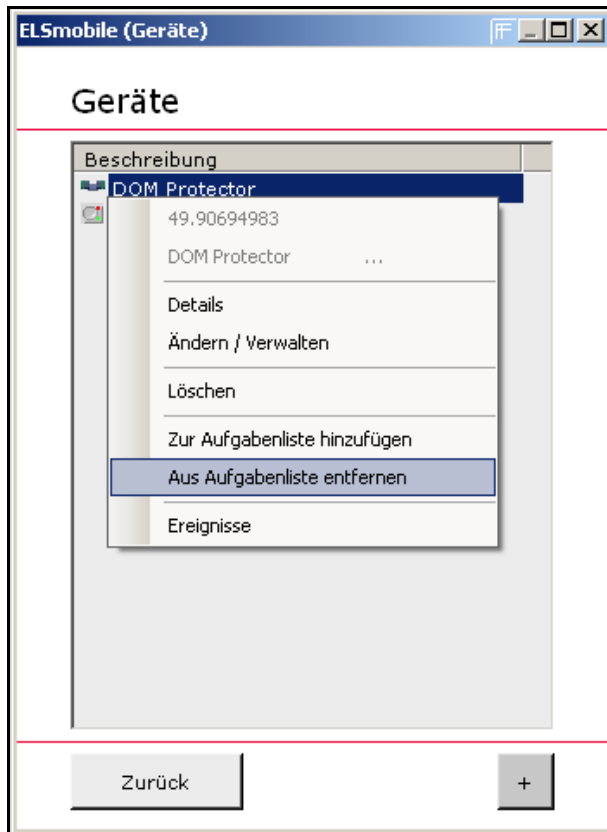 ELSmobile (Geräte)
Geräte
Beschreibung
DOM Protector
49.90694983
DOM Protector ...
Details
Ändern / Verwalten
Löschen
Zur Aufgabenliste hinzufügen
Aus Aufgabenliste entfernen
Ereignisse
Zurück
+